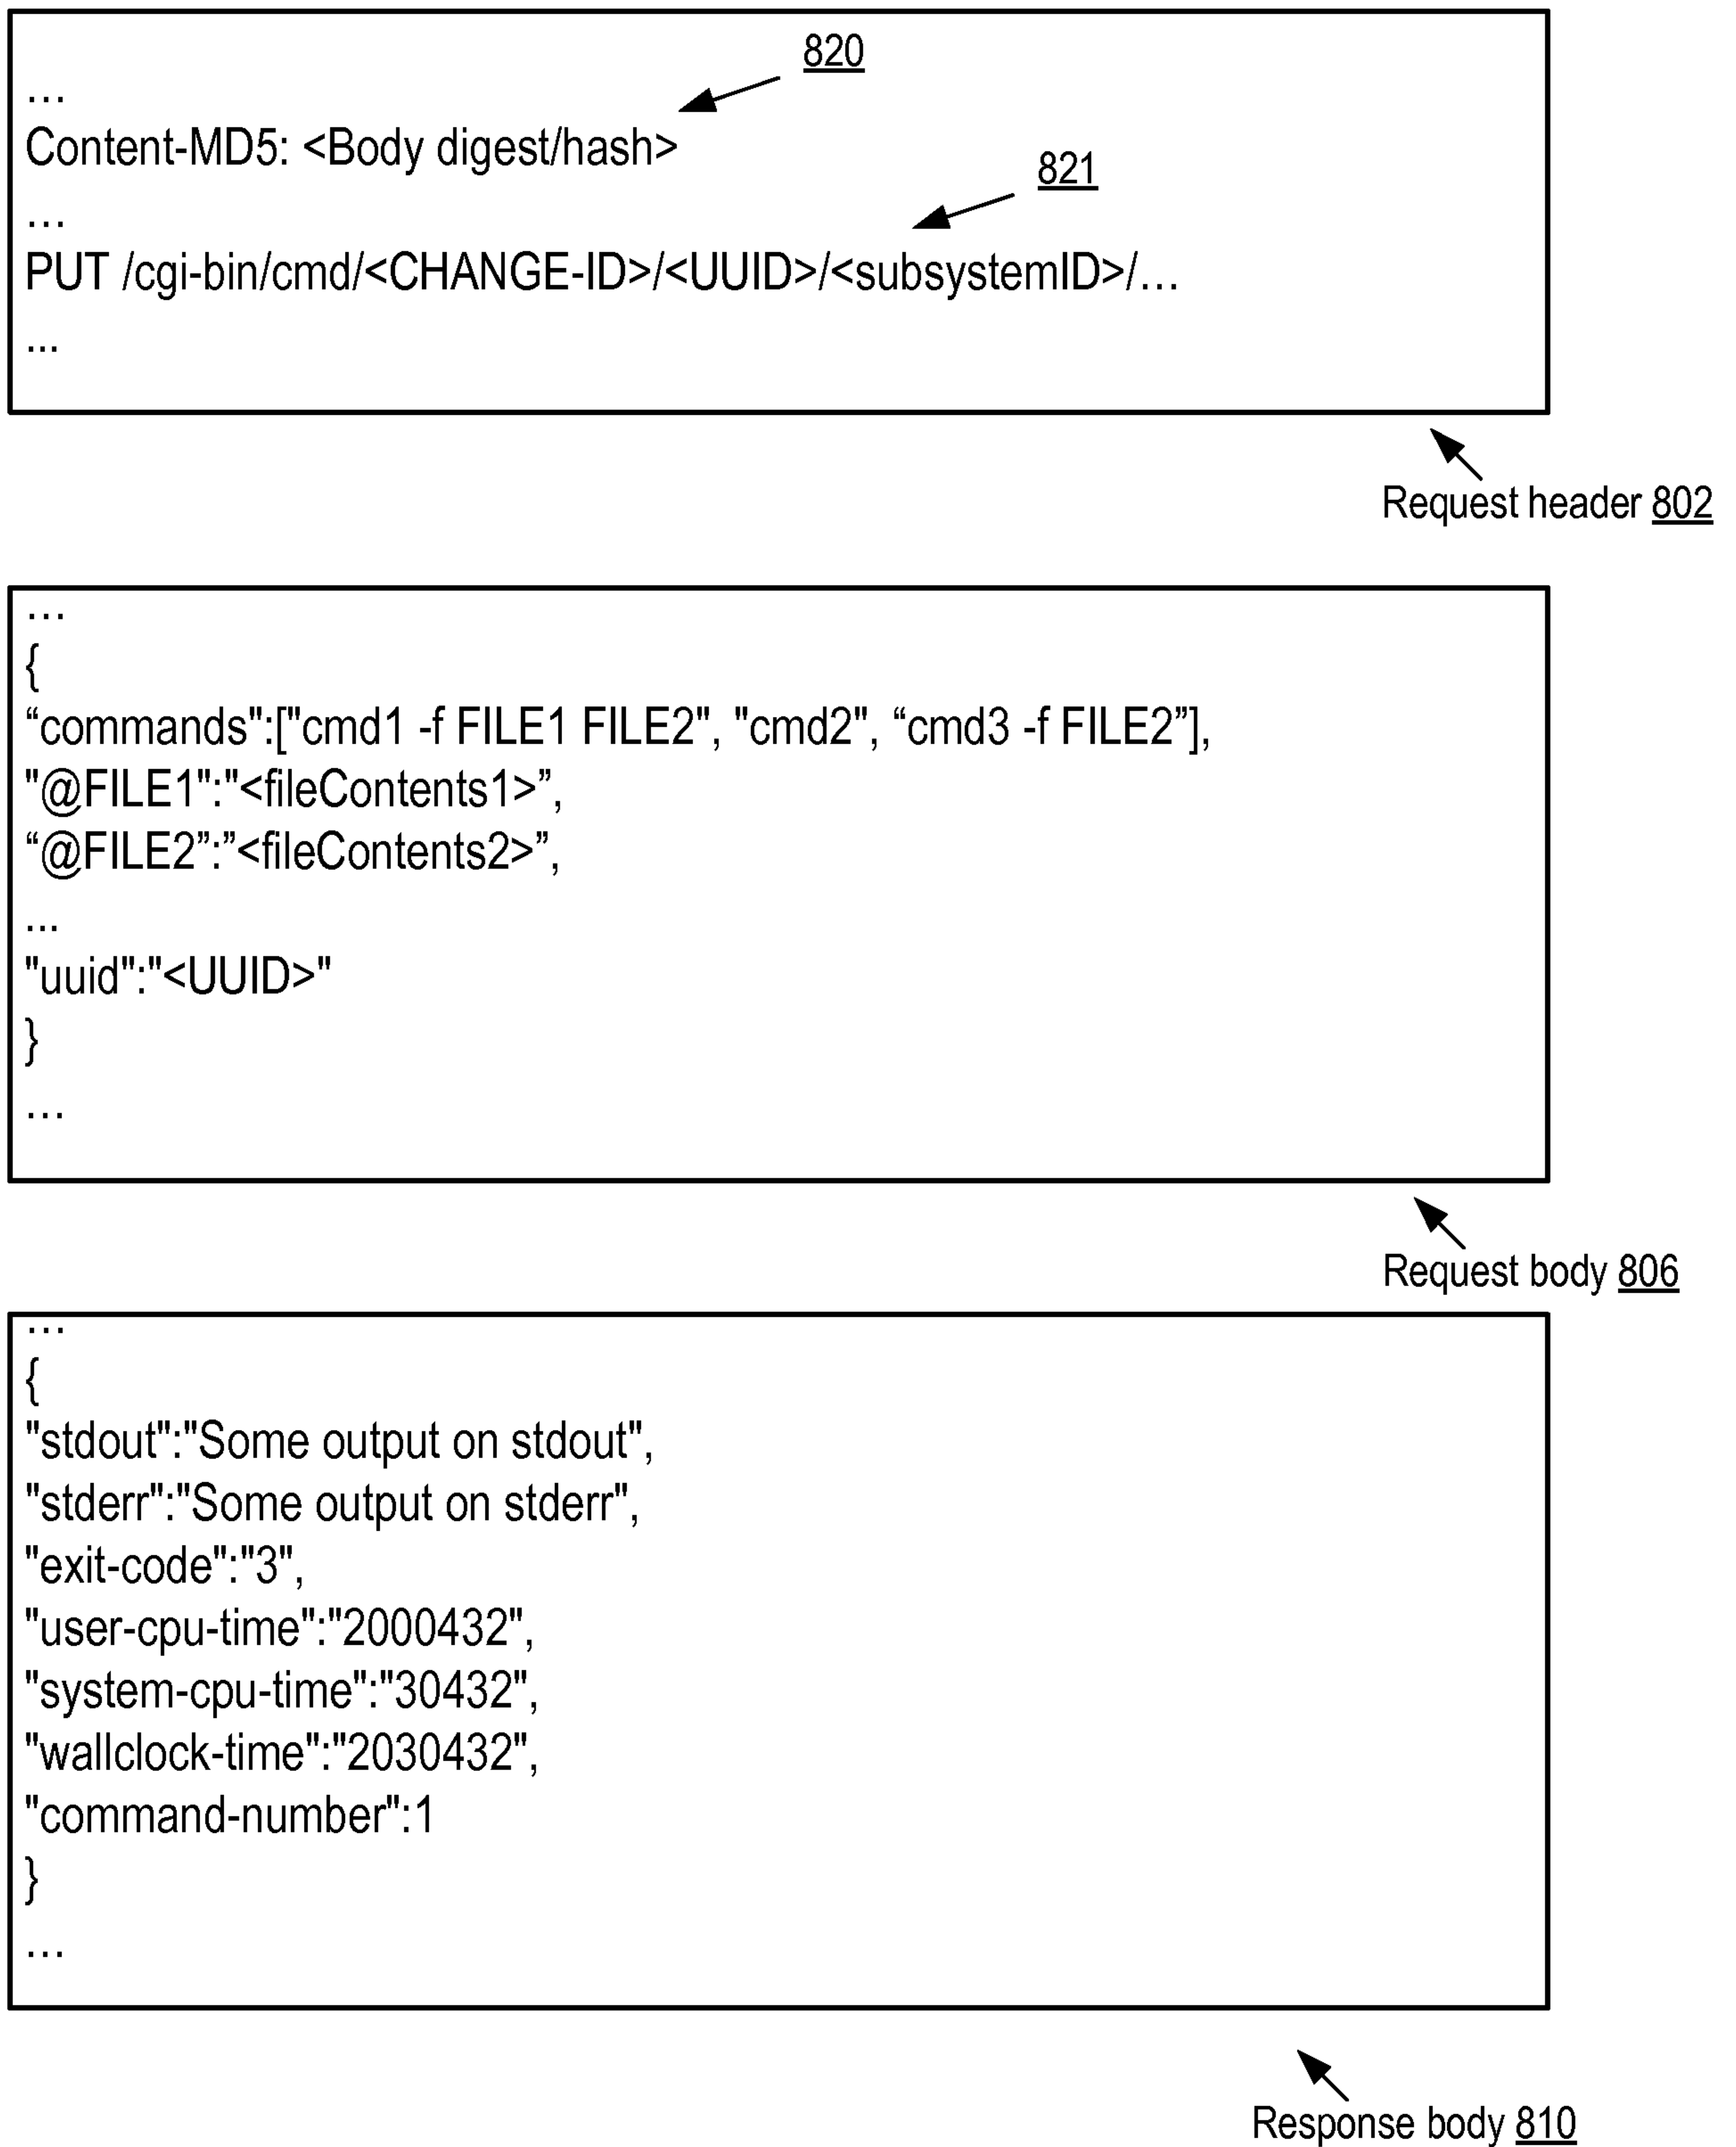 820
…
Content-MD5: <Body digest/hash>
821
…
PUT /cgi-bin/cmd/<CHANGE-ID>/<UUID>/<subsystemID>/…
...
Request header 802
…
{
“commands":["cmd1 -f FILE1 FILE2", "cmd2", “cmd3 -f FILE2”],
"@FILE1":"<fileContents1>”,
“@FILE2”:”<fileContents2>”,
...
"uuid":"<UUID>"
}
…
Request body 806
…
{
"stdout":"Some output on stdout",
"stderr":"Some output on stderr",
"exit-code":"3",
"user-cpu-time":"2000432",
"system-cpu-time":"30432",
"wallclock-time":"2030432",
"command-number":1
}
…
Response body 810